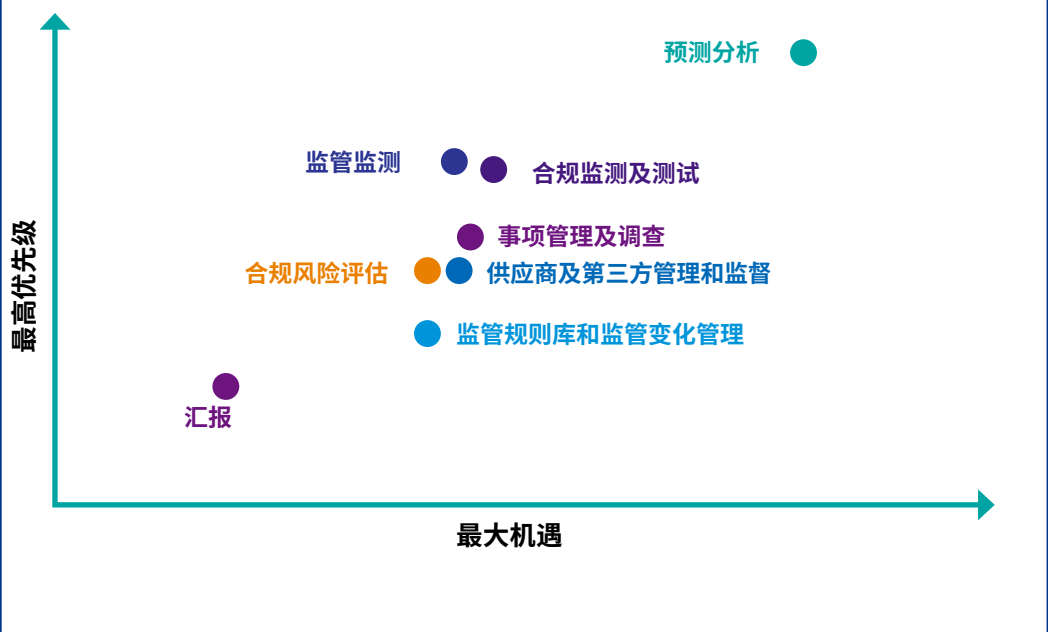 预测分析
监管监测
合规监测及测试
事项管理及调查
合规风险评估
供应商及第三方管理和监督
监管规则库和监管变化管理
汇报
最高优先级
最大机遇